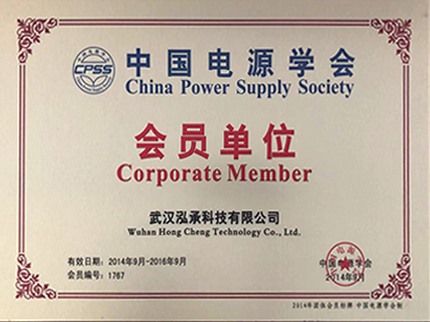 CPSS
中国电源学会
China Power Supply Society
会员单位
Corporate Member
武汉泓承科技有限公司
Wuhan Hong Cheng Technology Co., Ltd.
有效日期：2014年9月-2016年9月
会员编号：1767
中国电源学会
2014年9月
2014年团体会员标牌 中国电源学会制